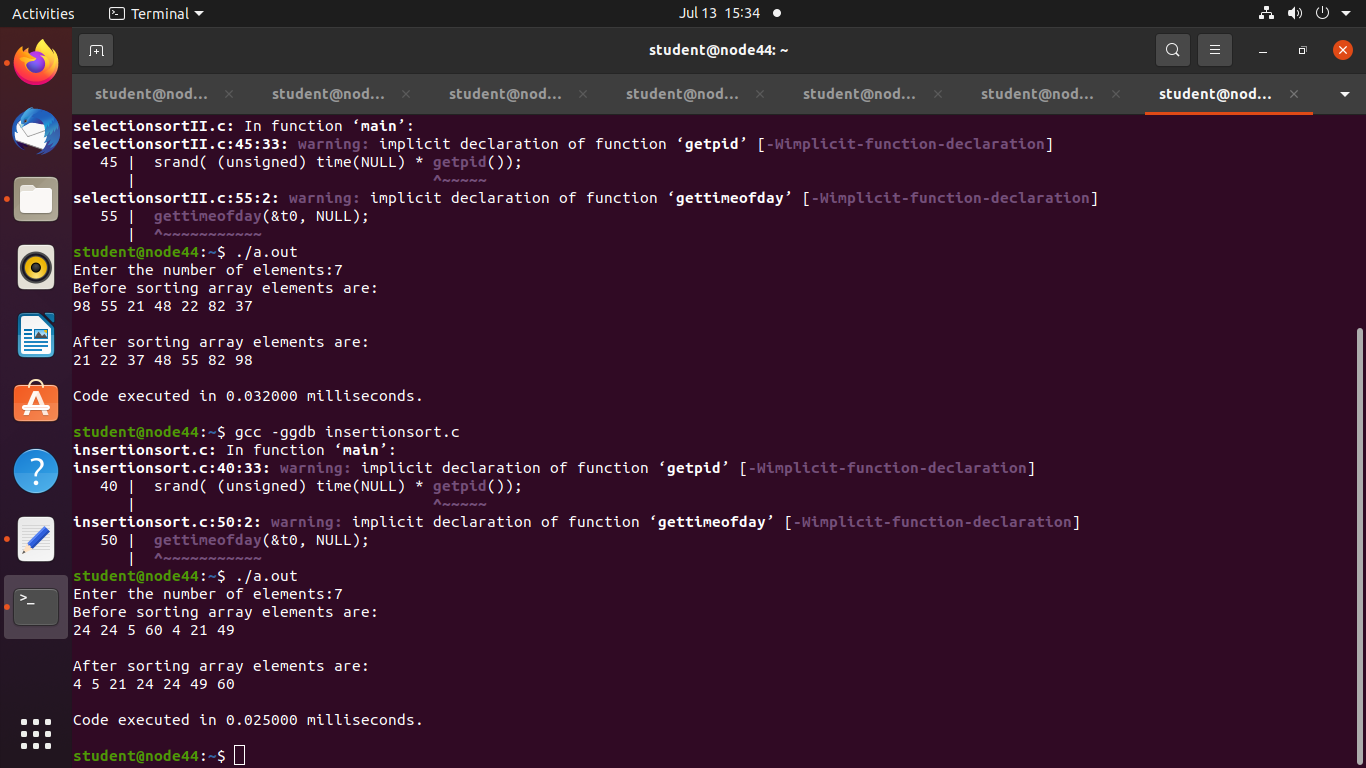 Activities Terminal Jul 13 15:34
student@node44: ~
student@nod... student@nod... student@nod... student@nod... student@nod... student@nod... student@nod...
selectionsortII.c: In function ‘main’:
selectionsortII.c:45:33: warning: implicit declaration of function ‘getpid’ [-Wimplicit-function-declaration]
   45 |  srand( (unsigned) time(NULL) * getpid());
      |                                 ^~~~~~
selectionsortII.c:55:2: warning: implicit declaration of function ‘gettimeofday’ [-Wimplicit-function-declaration]
   55 |  gettimeofday(&t0, NULL);
      |  ^~~~~~~~~~~~
student@node44:~$ ./a.out
Enter the number of elements:7
Before sorting array elements are:
98 55 21 48 22 82 37
After sorting array elements are:
21 22 37 48 55 82 98
Code executed in 0.032000 milliseconds.
student@node44:~$ gcc -ggdb insertionsort.c
insertionsort.c: In function ‘main’:
insertionsort.c:40:33: warning: implicit declaration of function ‘getpid’ [-Wimplicit-function-declaration]
   40 |  srand( (unsigned) time(NULL) * getpid());
      |                                 ^~~~~~
insertionsort.c:50:2: warning: implicit declaration of function ‘gettimeofday’ [-Wimplicit-function-declaration]
   50 |  gettimeofday(&t0, NULL);
      |  ^~~~~~~~~~~~
student@node44:~$ ./a.out
Enter the number of elements:7
Before sorting array elements are:
24 24 5 60 4 21 49
After sorting array elements are:
4 5 21 24 24 49 60
Code executed in 0.025000 milliseconds.
student@node44:~$